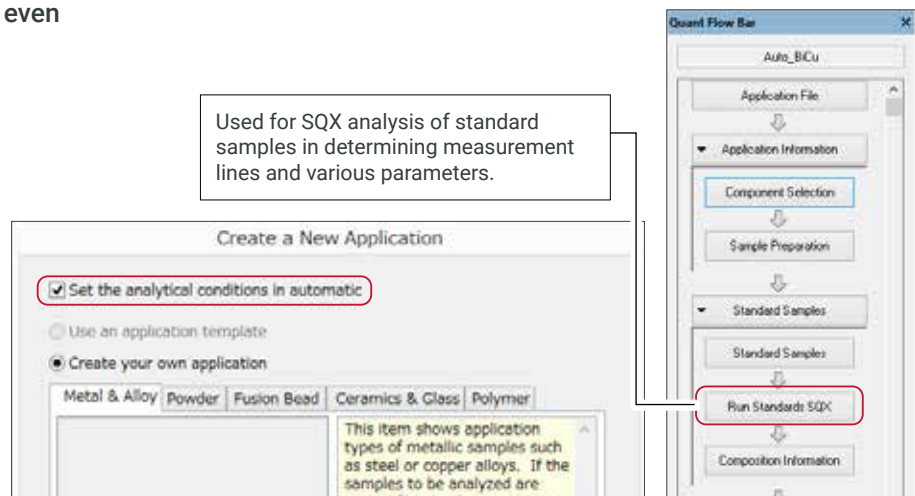 even
Used for SQX analysis of standard
samples in determining measurement
lines and various parameters.
Create a New Application
Set the analytical conditions in automatic
Use an application template
Create your own application
Metal & Alloy Powder Fusion Bead Ceramics & Glass Polymer
This item shows application
types of metallic samples such
as steel or copper alloys. If the
samples to be analyzed are
Quant Flow Bar
Auto_BiCu
Application File
Application Information
Component Selection
Sample Preparation
Standard Samples
Standard Samples
Run Standards SQX
Composition Information